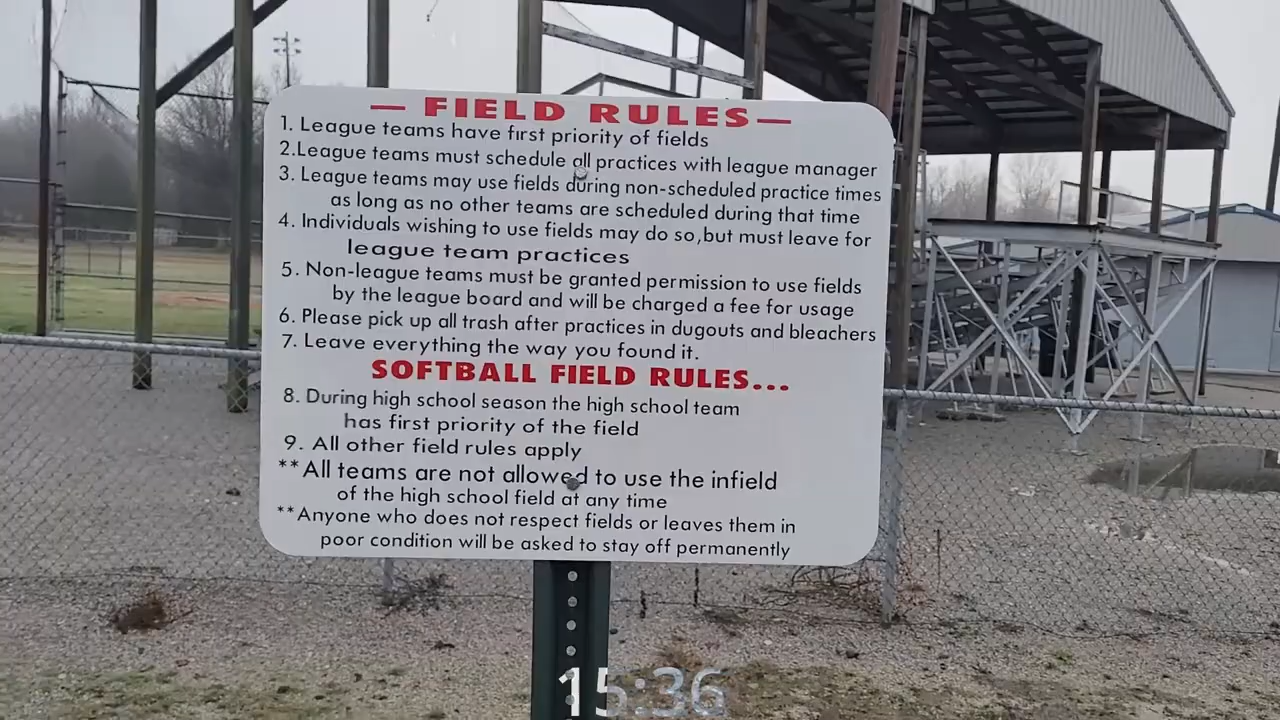 — FIELD RULES —
1. League teams have first priority of fields
2.League teams must schedule all practices with league manager
3. League teams may use fields during non-scheduled practice times
as long as no other teams are scheduled during that time
4. Individuals wishing to use fields may do so,but must leave for
league team practices
5. Non-league teams must be granted permission to use fields
by the league board and will be charged a fee for usage
6. Please pick up all trash after practices in dugouts and bleachers
7. Leave everything the way you found it.
SOFTBALL FIELD RULES...
8. During high school season the high school team
has first priority of the field
9. All other field rules apply
**All teams are not allowed to use the infield
of the high school field at any time
**Anyone who does not respect fields or leaves them in
poor condition will be asked to stay off permanently
15:36